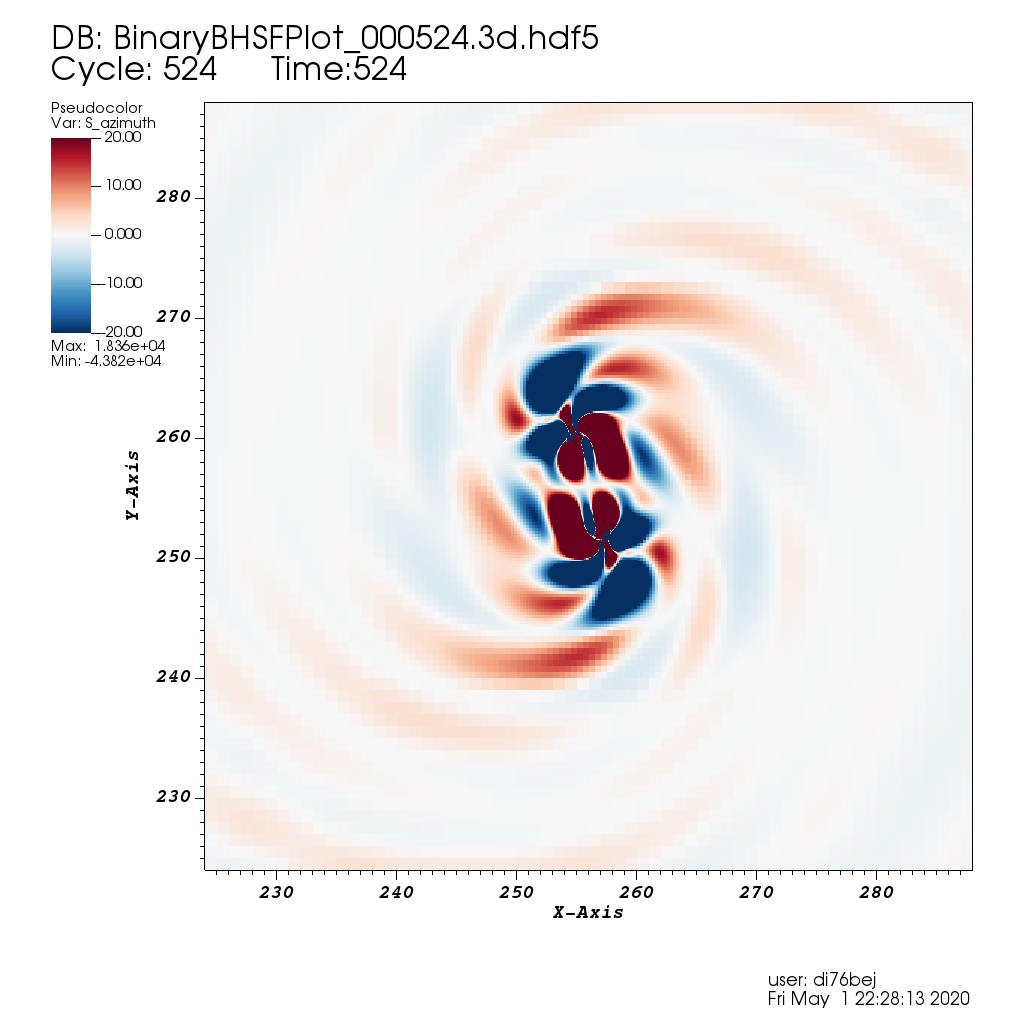 DB: BinaryBHSFPlot_000524.3d.hdf5
Cycle: 524 Time:524
Pseudocolor
Var: S_azimuth
20.00
10.00
0.000
-10.00
-20.00
Max: 1.836e+04
Min: -4.382e+04
280
270
260
250
240
230
Y-Axis
230 240 250 260 270 280
X-Axis
user: di76bej
Fri May 1 22:28:13 2020